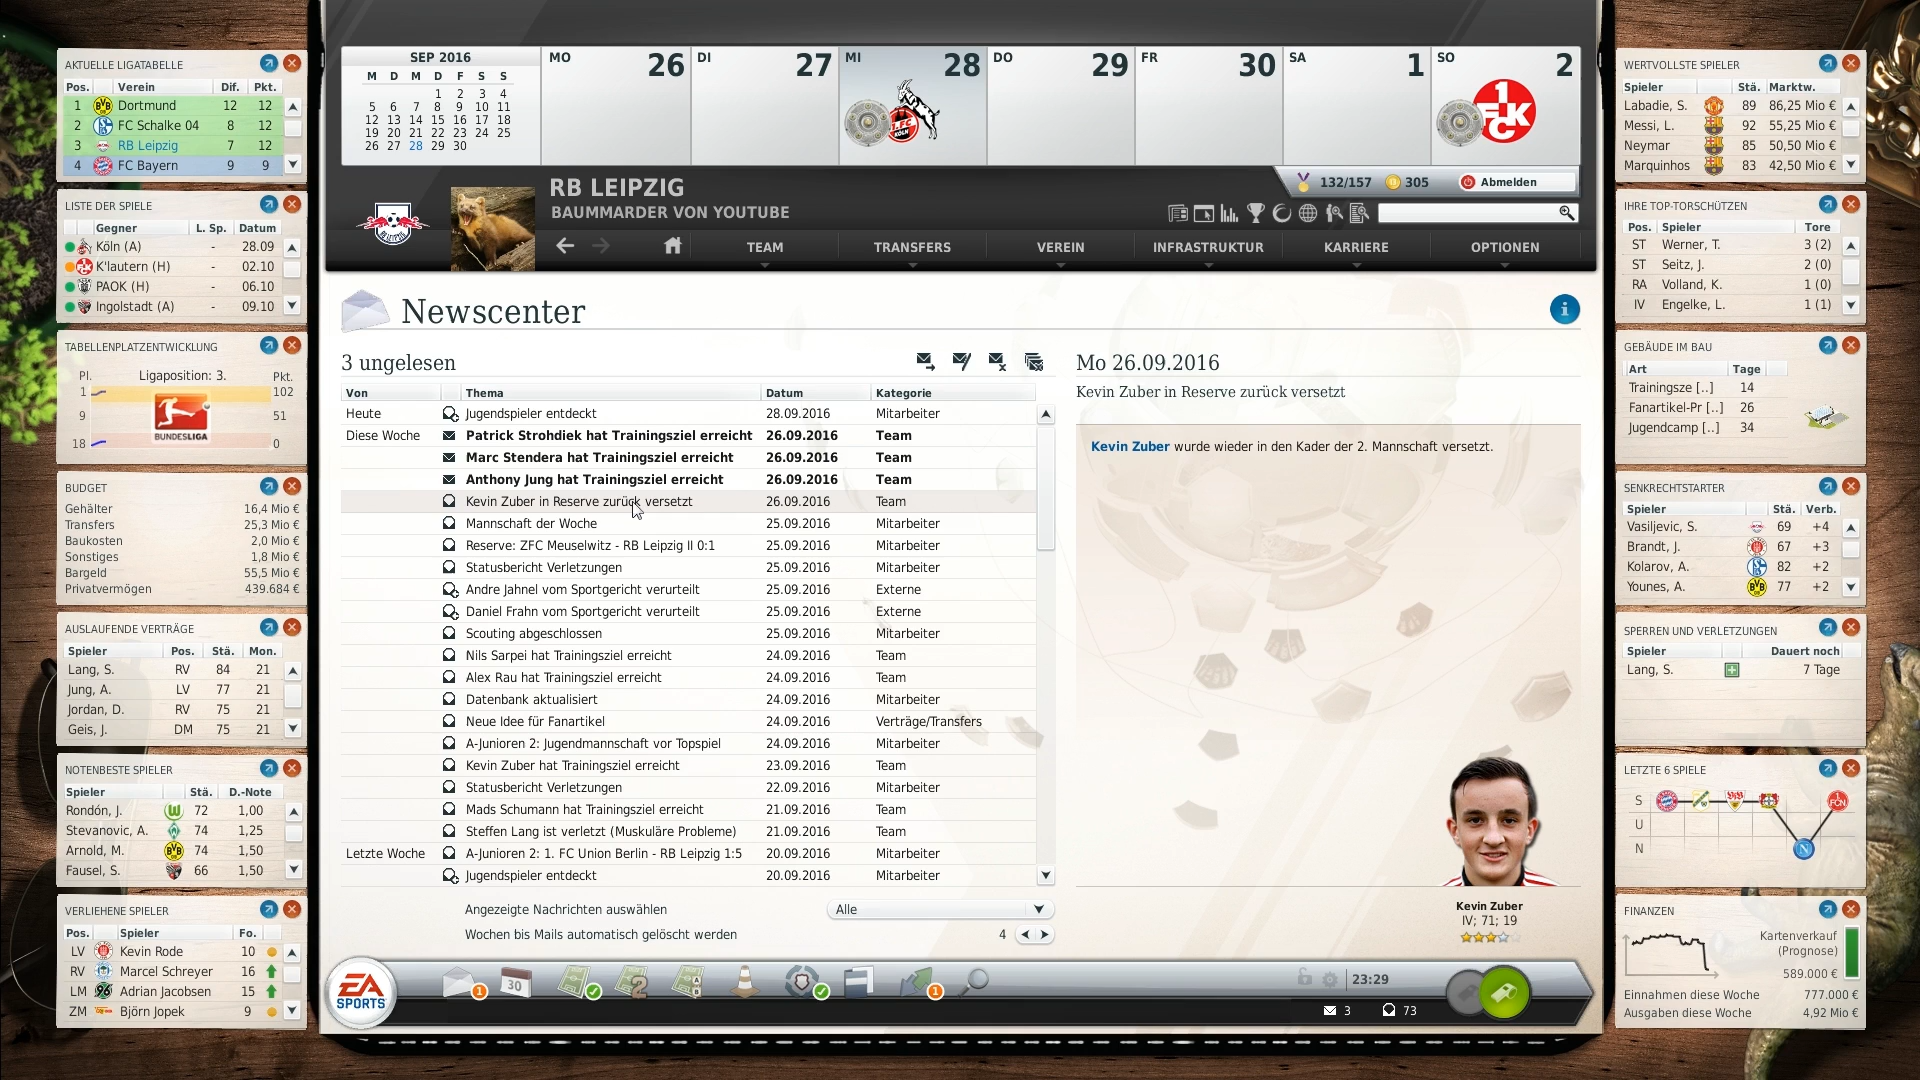 AKTUELLE LIGATABELLE
Pos. Verein Dif. Pkt.
1 Dortmund 12 12
2 FC Schalke 04 8 12
3 RB Leipzig 7 12
4 FC Bayern 9 9
LISTE DER SPIELE
Gegner L. Sp. Datum
Köln (A) - 28.09
K'lautern (H) - 02.10
PAOK (H) - 06.10
Ingolstadt (A) - 09.10
TABELLENPLATZENTWICKLUNG
Pl. Ligaposition: 3. Pkt.
1 102
9 51
18 0
BUNDESLIGA
BUDGET
Gehälter 16,4 Mio €
Transfers 25,3 Mio €
Baukosten 2,0 Mio €
Sonstiges 1,8 Mio €
Bargeld 55,5 Mio €
Privatvermögen 439.684 €
AUSLAUFENDE VERTRÄGE
Spieler Pos. Stä. Mon.
Lang, S. RV 84 21
Jung, A. LV 77 21
Jordan, D. RV 75 21
Geis, J. DM 75 21
NOTENBESTE SPIELER
Spieler Stä. D.-Note
Rondón, J. 72 1,00
Stevanovic, A. 74 1,25
Arnold, M. 74 1,50
Fausel, S. 66 1,50
VERLIEHENE SPIELER
Pos. Spieler Fo.
LV Kevin Rode 10
RV Marcel Schreyer 16
LM Adrian Jacobsen 15
ZM Björn Jopek 9
SEP 2016
M D M D F S S
1 2 3 4
5 6 7 8 9 10 11
12 13 14 15 16 17 18
19 20 21 22 23 24 25
26 27 28 29 30
MO 26
DI 27
MI 28
DO 29
FR 30
SA 1
SO 2
1.FC KÖLN
1 FCK
132/157 305 Abmelden
RB LEIPZIG
BAUMMARDER VON YOUTUBE
TEAM TRANSFERS VEREIN INFRASTRUKTUR KARRIERE OPTIONEN
Newscenter
3 ungelesen
Von Thema Datum Kategorie
Heute Jugendspieler entdeckt 28.09.2016 Mitarbeiter
Diese Woche Patrick Strohdiek hat Trainingsziel erreicht 26.09.2016 Team
Marc Stendera hat Trainingsziel erreicht 26.09.2016 Team
Anthony Jung hat Trainingsziel erreicht 26.09.2016 Team
Kevin Zuber in Reserve zurück versetzt 26.09.2016 Team
Mannschaft der Woche 25.09.2016 Mitarbeiter
Reserve: ZFC Meuselwitz - RB Leipzig II 0:1 25.09.2016 Mitarbeiter
Statusbericht Verletzungen 25.09.2016 Mitarbeiter
Andre Jahnel vom Sportgericht verurteilt 25.09.2016 Externe
Daniel Frahn vom Sportgericht verurteilt 25.09.2016 Externe
Scouting abgeschlossen 25.09.2016 Mitarbeiter
Nils Sarpei hat Trainingsziel erreicht 24.09.2016 Team
Alex Rau hat Trainingsziel erreicht 24.09.2016 Team
Datenbank aktualisiert 24.09.2016 Mitarbeiter
Neue Idee für Fanartikel 24.09.2016 Verträge/Transfers
A-Junioren 2: Jugendmannschaft vor Topspiel 24.09.2016 Mitarbeiter
Kevin Zuber hat Trainingsziel erreicht 23.09.2016 Team
Statusbericht Verletzungen 22.09.2016 Mitarbeiter
Mads Schumann hat Trainingsziel erreicht 21.09.2016 Team
Steffen Lang ist verletzt (Muskuläre Probleme) 21.09.2016 Team
Letzte Woche A-Junioren 2: 1. FC Union Berlin - RB Leipzig 1:5 20.09.2016 Mitarbeiter
Jugendspieler entdeckt 20.09.2016 Mitarbeiter
Angezeigte Nachrichten auswählen Alle
Wochen bis Mails automatisch gelöscht werden 4
Mo 26.09.2016
Kevin Zuber in Reserve zurück versetzt
Kevin Zuber wurde wieder in den Kader der 2. Mannschaft versetzt.
Kevin Zuber
IV; 71; 19
EA SPORTS
1 30 2 1
23:29
3 73
WERTVOLLSTE SPIELER
Spieler Stä. Marktw.
Labadie, S. 89 86,25 Mio €
Messi, L. 92 55,25 Mio €
Neymar 85 50,50 Mio €
Marquinhos 83 42,50 Mio €
IHRE TOP-TORSCHÜTZEN
Pos. Spieler Tore
ST Werner, T. 3 (2)
ST Seitz, J. 2 (0)
RA Volland, K. 1 (0)
IV Engelke, L. 1 (1)
GEBÄUDE IM BAU
Art Tage
Trainingsze [..] 14
Fanartikel-Pr [..] 26
Jugendcamp [..] 34
SENKRECHTSTARTER
Spieler Stä. Verb.
Vasiljevic, S. 69 +4
Brandt, J. 67 +3
Kolarov, A. 82 +2
Younes, A. 77 +2
SPERREN UND VERLETZUNGEN
Spieler Dauert noch
Lang, S. 7 Tage
LETZTE 6 SPIELE
S
U
N
FINANZEN
Kartenverkauf
(Prognose)
589.000 €
Einnahmen diese Woche 777.000 €
Ausgaben diese Woche 4,92 Mio €